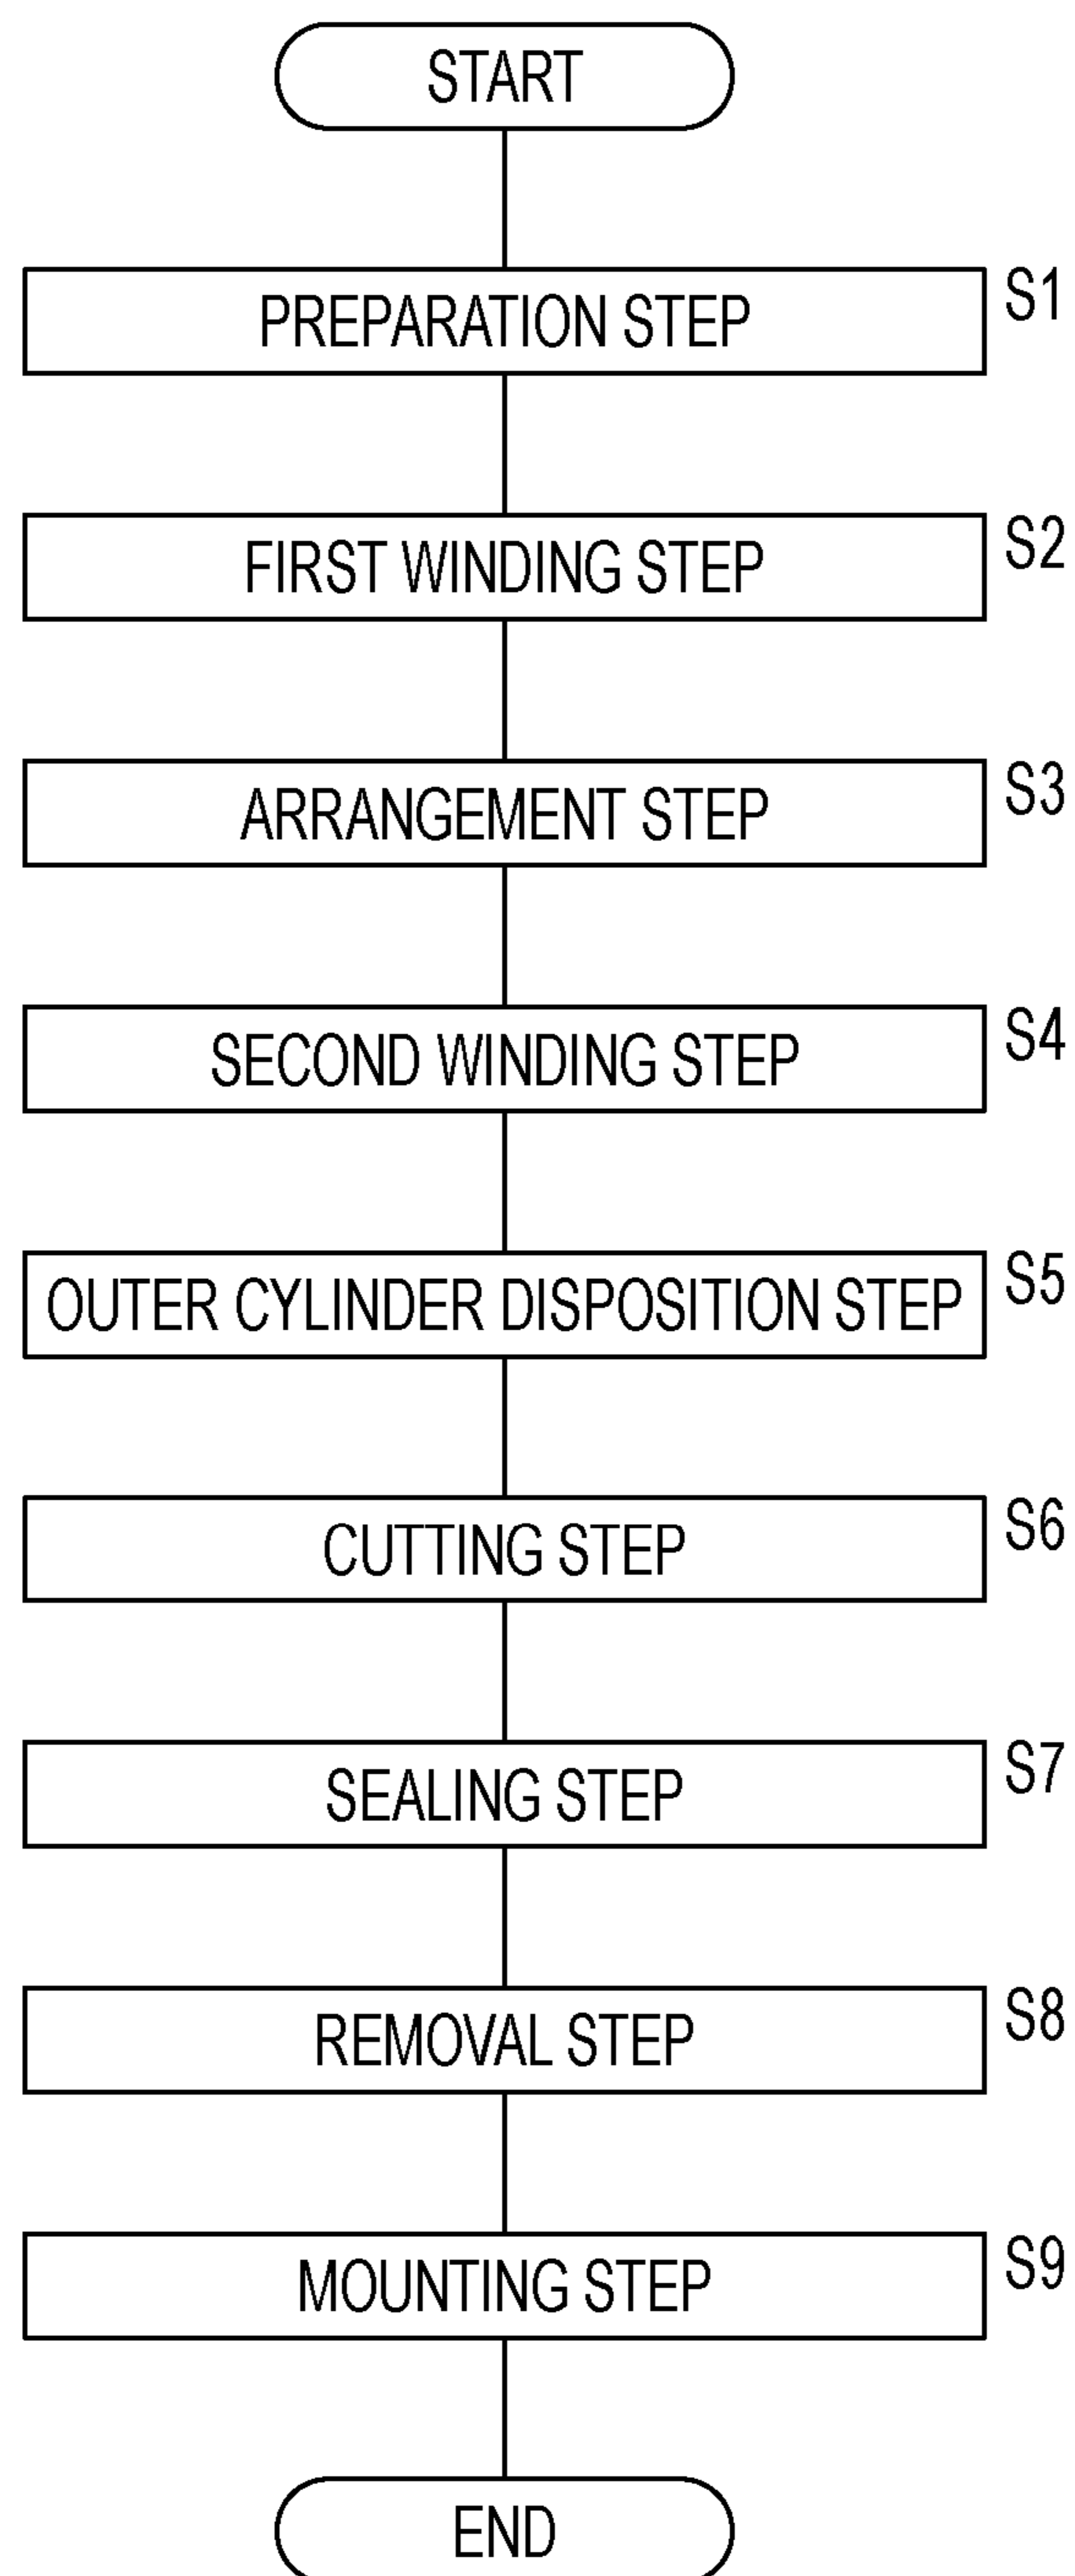 START
PREPARATION STEP S1
FIRST WINDING STEP S2
ARRANGEMENT STEP S3
SECOND WINDING STEP S4
OUTER CYLINDER DISPOSITION STEP S5
CUTTING STEP S6
SEALING STEP S7
REMOVAL STEP S8
MOUNTING STEP S9
END